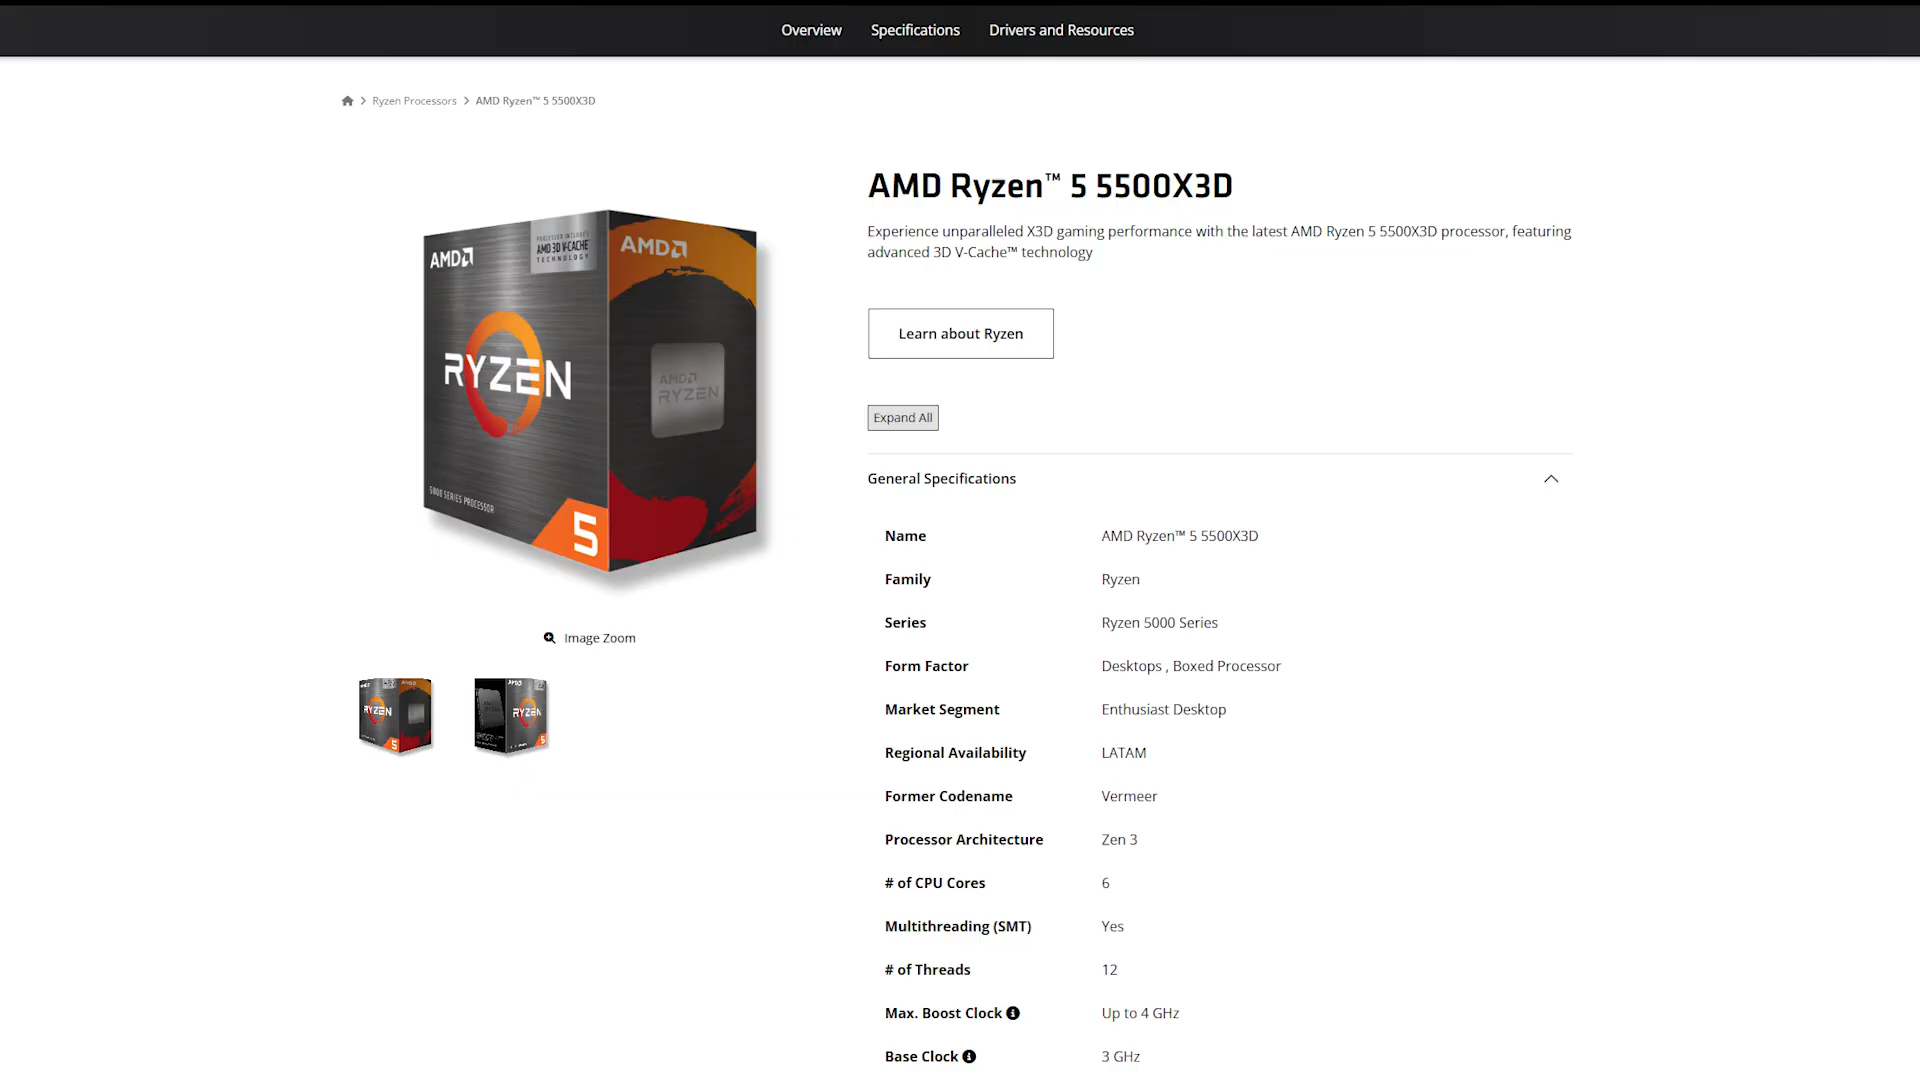 Overview Specifications Drivers and Resources
Ryzen Processors AMD Ryzen™ 5 5500X3D
AMD Ryzen™ 5 5500X3D
Experience unparalleled X3D gaming performance with the latest AMD Ryzen 5 5500X3D processor, featuring
advanced 3D V-Cache™ technology
Learn about Ryzen
Expand All
AMD
PROCESSOR INCLUDES
AMD 3D V-CACHE
TECHNOLOGY
RYZEN
5000 SERIES PROCESSOR
5
AMD
AMD
RYZEN
Image Zoom
General Specifications
Name AMD Ryzen™ 5 5500X3D
Family Ryzen
Series Ryzen 5000 Series
Form Factor Desktops , Boxed Processor
Market Segment Enthusiast Desktop
Regional Availability LATAM
Former Codename Vermeer
Processor Architecture Zen 3
# of CPU Cores 6
Multithreading (SMT) Yes
# of Threads 12
Max. Boost Clock Up to 4 GHz
Base Clock 3 GHz